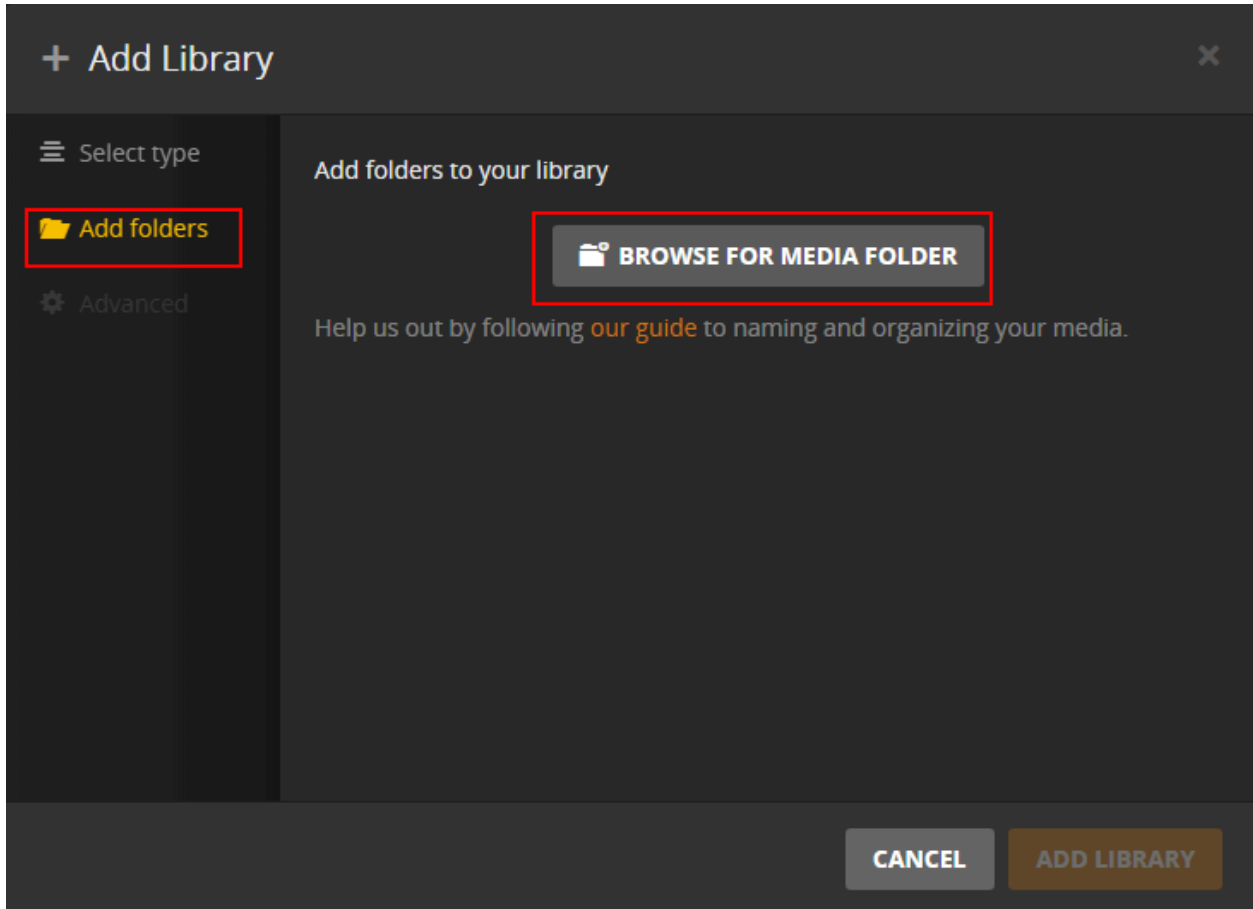 + Add Library
Select type
Add folders
Advanced
Add folders to your library
BROWSE FOR MEDIA FOLDER
Help us out by following our guide to naming and organizing your media.
CANCEL
ADD LIBRARY